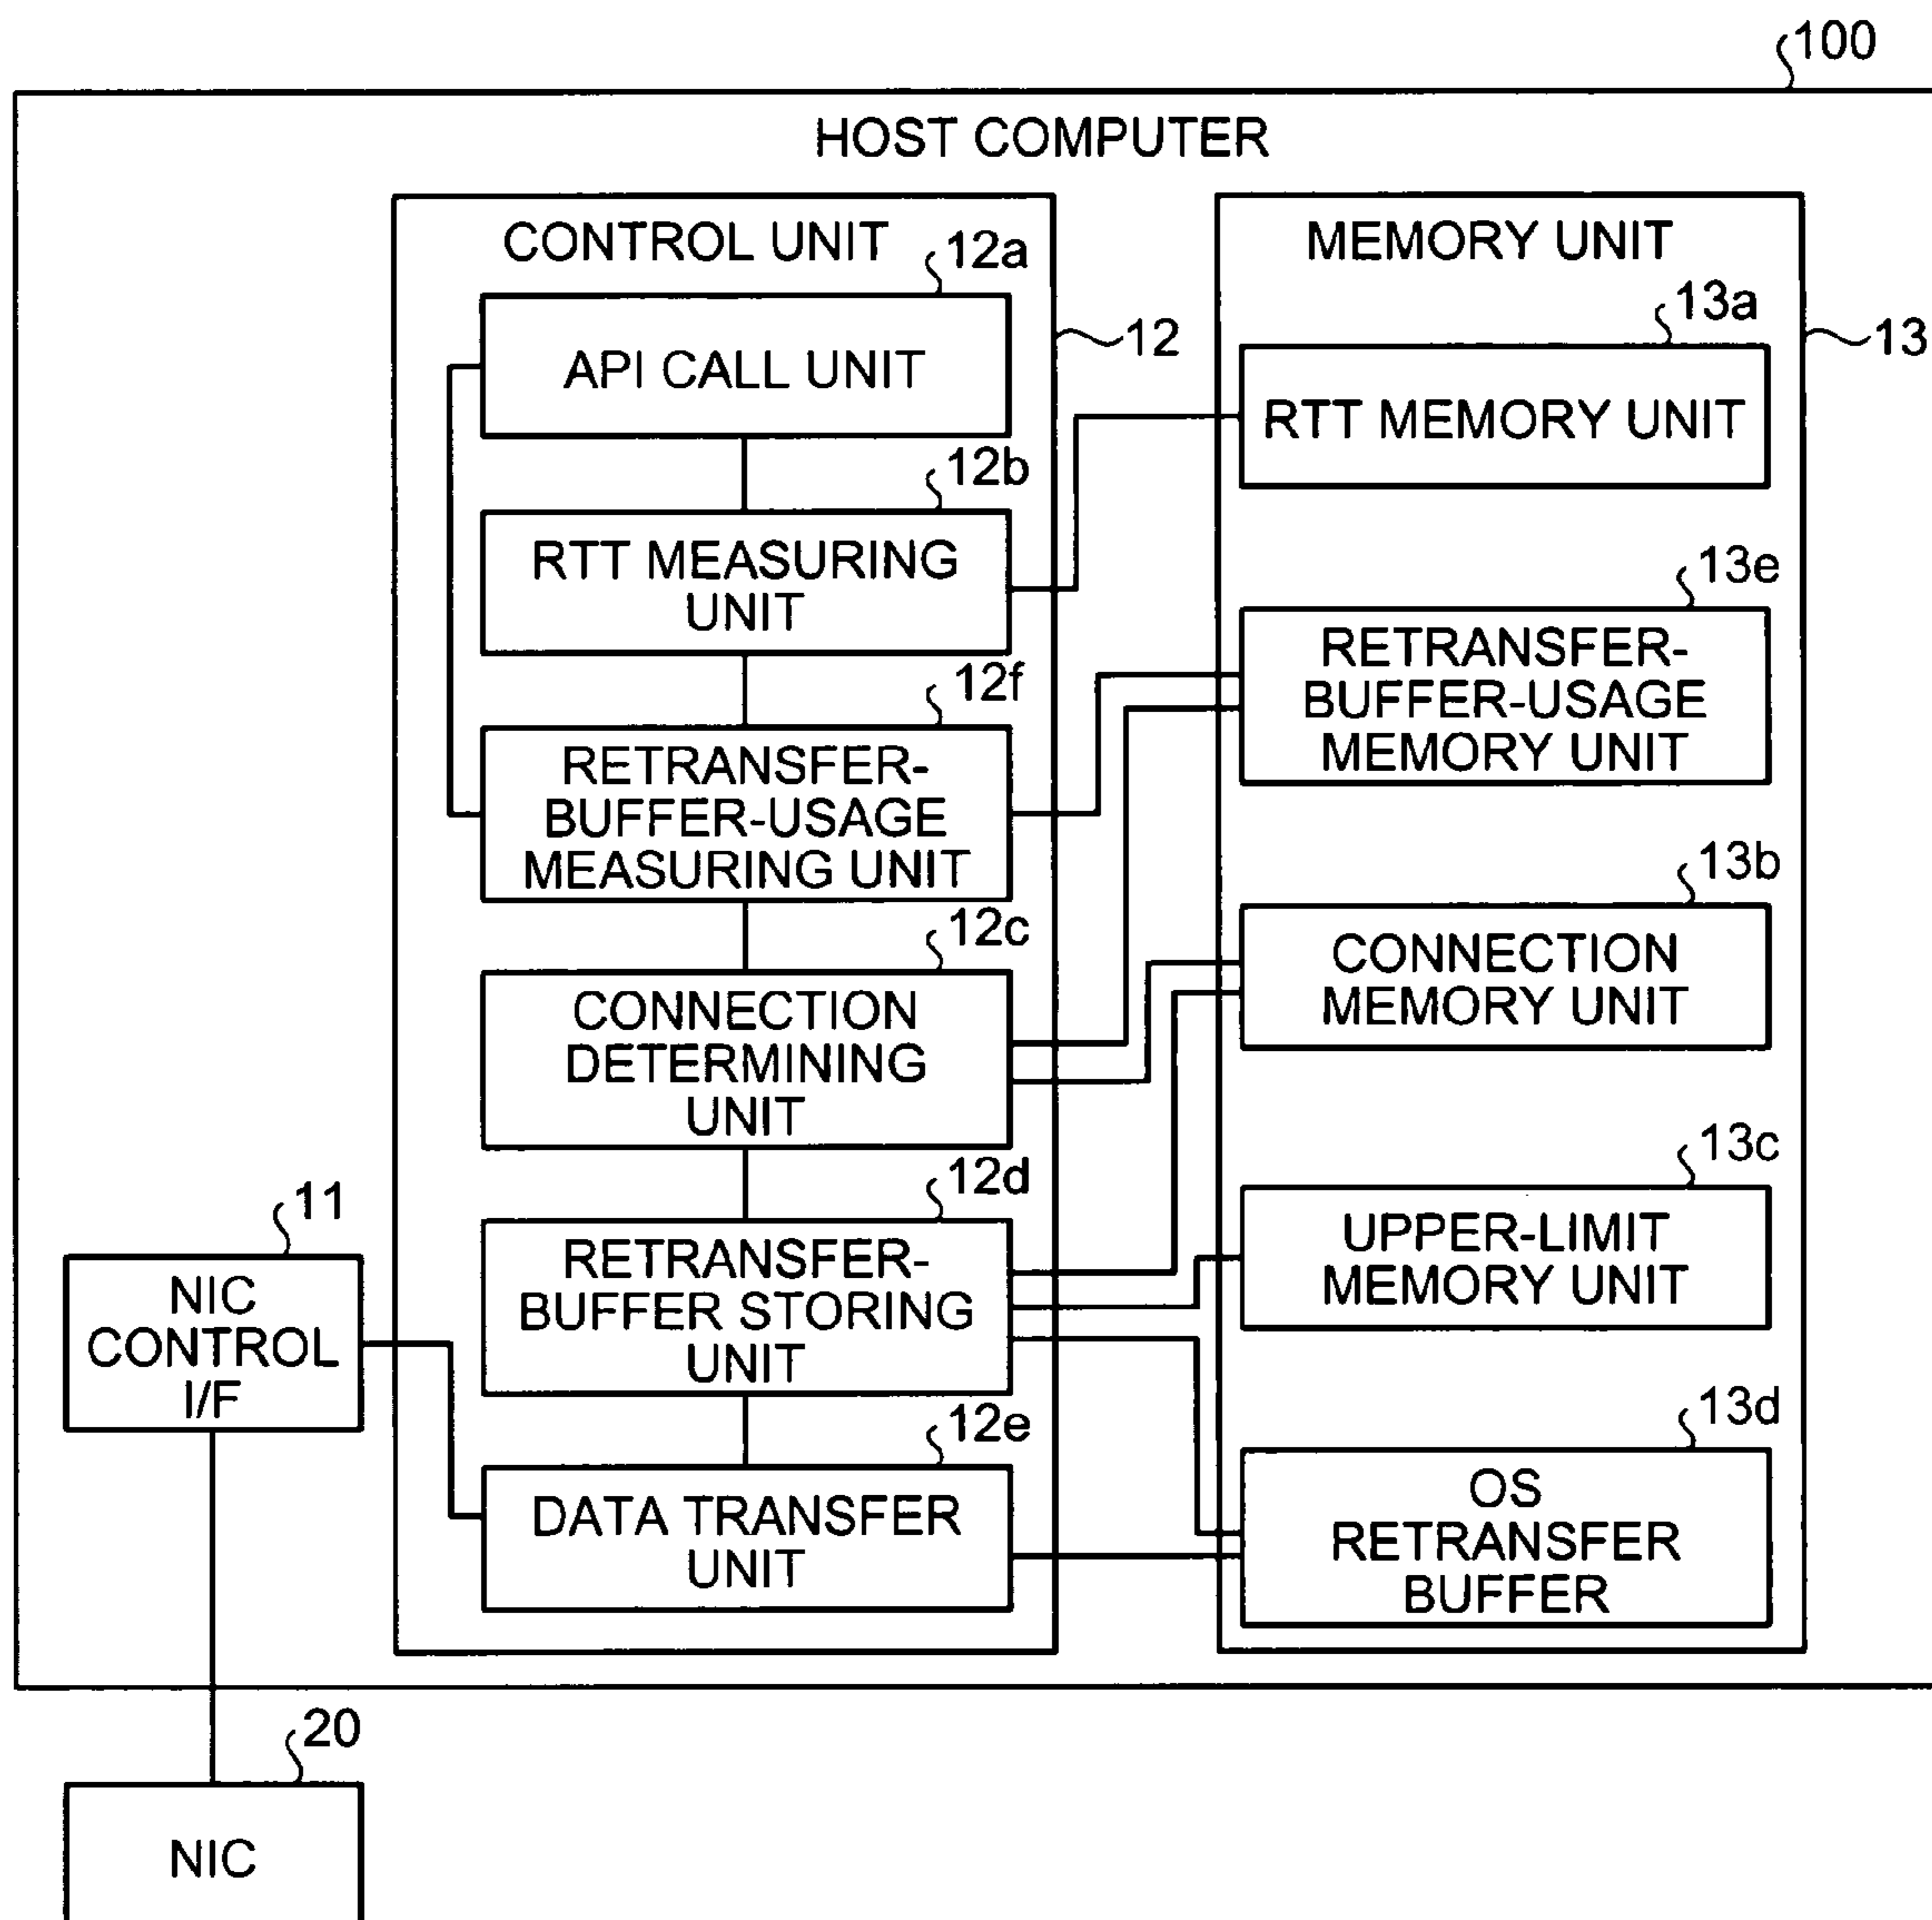 100
HOST COMPUTER
CONTROL UNIT
12a
API CALL UNIT
12
12b
RTT MEASURING
UNIT
12f
RETRANSFER-
BUFFER-USAGE
MEASURING UNIT
12c
CONNECTION
DETERMINING
UNIT
12d
RETRANSFER-
BUFFER STORING
UNIT
12e
DATA TRANSFER
UNIT
MEMORY UNIT
13a
13
RTT MEMORY UNIT
13e
RETRANSFER-
BUFFER-USAGE
MEMORY UNIT
13b
CONNECTION
MEMORY UNIT
13c
UPPER-LIMIT
MEMORY UNIT
13d
OS
RETRANSFER
BUFFER
11
NIC
CONTROL
I/F
20
NIC